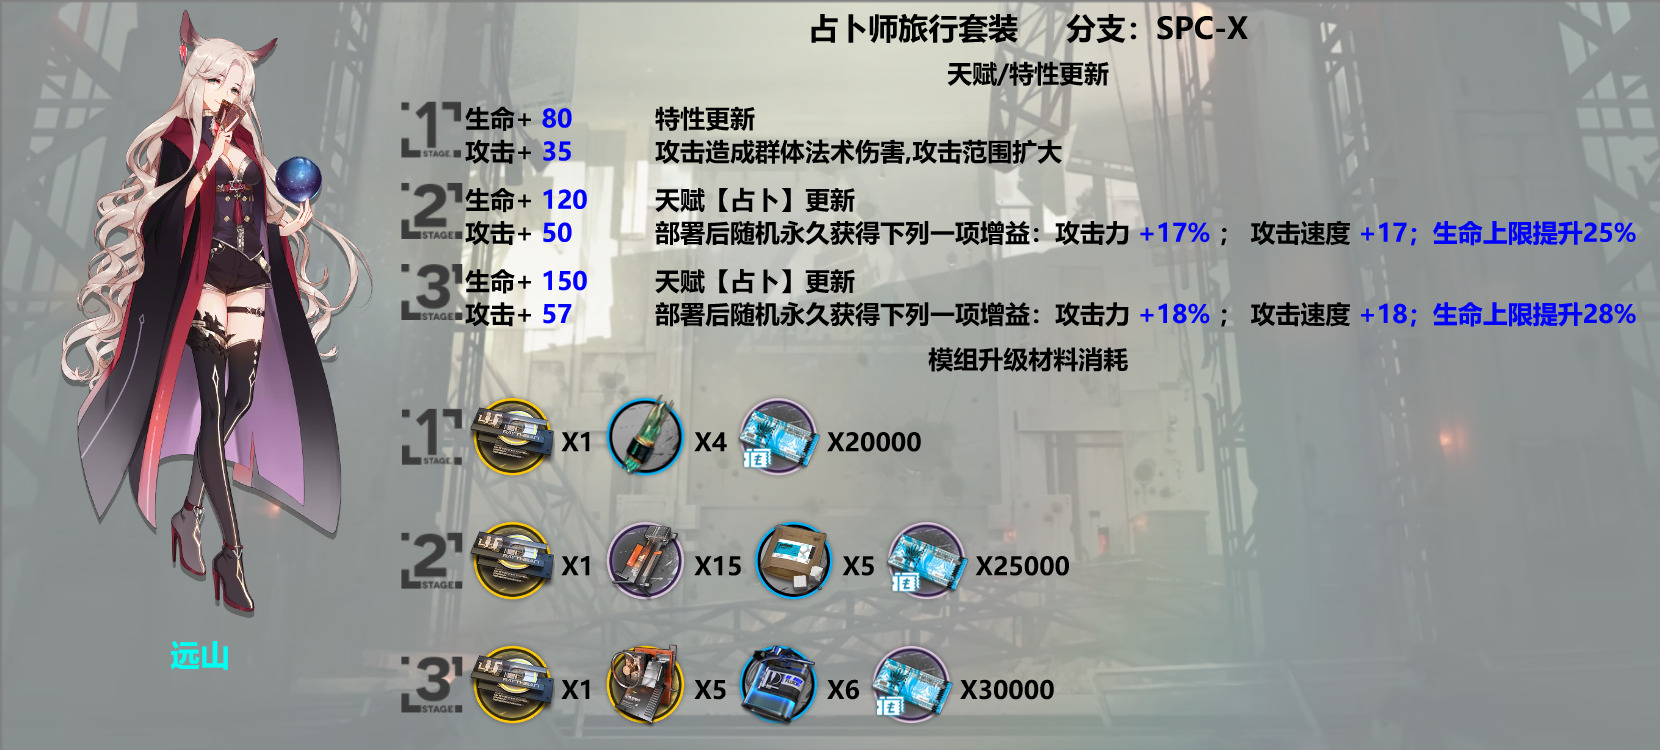 占卜师旅行套装 分支：SPC-X
天赋/特性更新
1 STAGE. 生命+ 80 特性更新
攻击+ 35 攻击造成群体法术伤害,攻击范围扩大
2 STAGE. 生命+ 120 天赋【占卜】更新
攻击+ 50 部署后随机永久获得下列一项增益：攻击力 +17% ； 攻击速度 +17；生命上限提升25%
3 STAGE. 生命+ 150 天赋【占卜】更新
攻击+ 57 部署后随机永久获得下列一项增益：攻击力 +18% ； 攻击速度 +18；生命上限提升28%
模组升级材料消耗
1 STAGE. X1 X4 X20000
2 STAGE. X1 X15 X5 X25000
3 STAGE. X1 X5 X6 X30000
远山